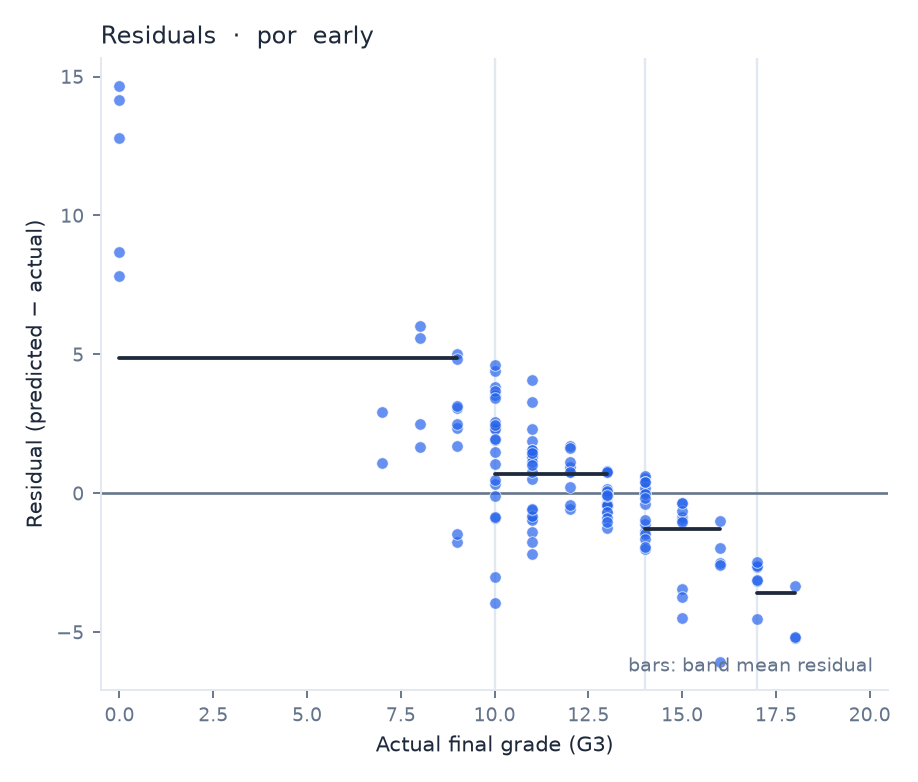 Residuals · por early
15
10
5
0
−5
Residual (predicted − actual)
bars: band mean residual
0.0 2.5 5.0 7.5 10.0 12.5 15.0 17.5 20.0
Actual final grade (G3)